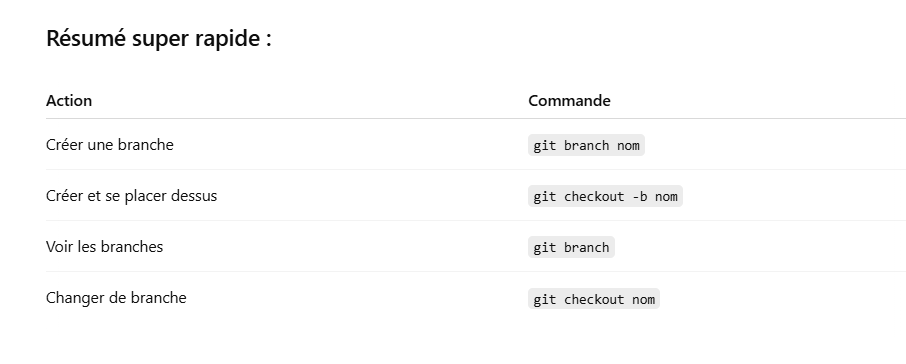 Résumé super rapide :
Action Commande
Créer une branche git branch nom
Créer et se placer dessus git checkout -b nom
Voir les branches git branch
Changer de branche git checkout nom